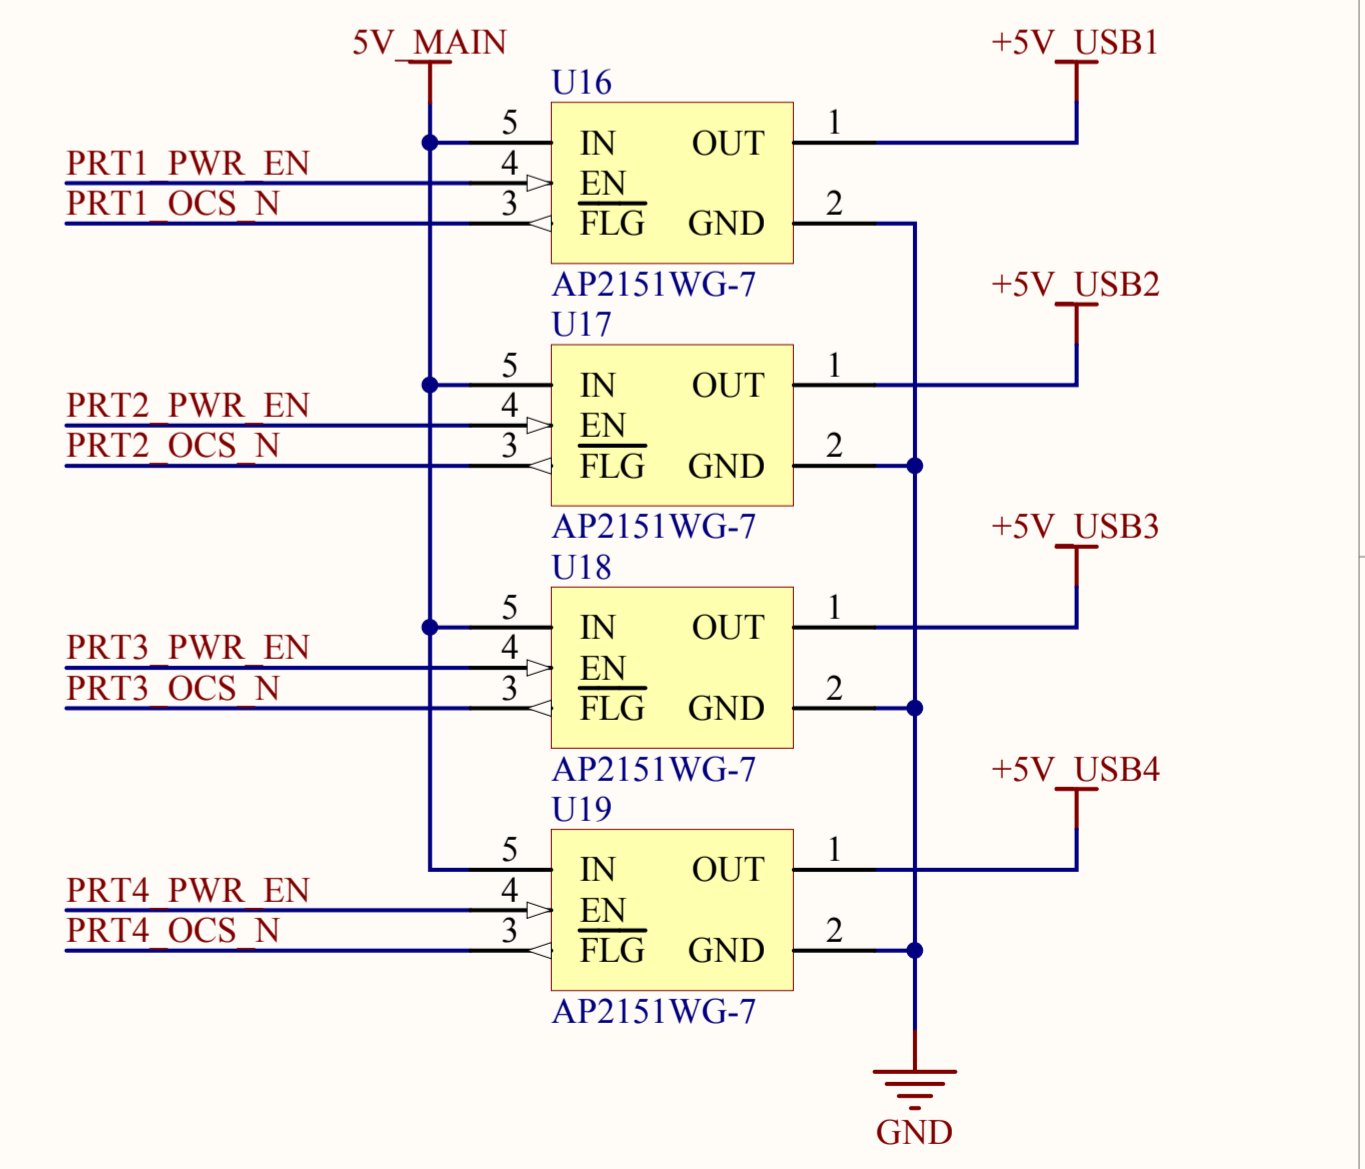 5V_MAIN
+5V_USB1
U16
5 IN OUT 1
PRT1_PWR_EN 4 EN
PRT1_OCS_N 3 FLG GND 2
AP2151WG-7
+5V_USB2
U17
5 IN OUT 1
PRT2_PWR_EN 4 EN
PRT2_OCS_N 3 FLG GND 2
AP2151WG-7
+5V_USB3
U18
5 IN OUT 1
PRT3_PWR_EN 4 EN
PRT3_OCS_N 3 FLG GND 2
AP2151WG-7
+5V_USB4
U19
5 IN OUT 1
PRT4_PWR_EN 4 EN
PRT4_OCS_N 3 FLG GND 2
AP2151WG-7
GND